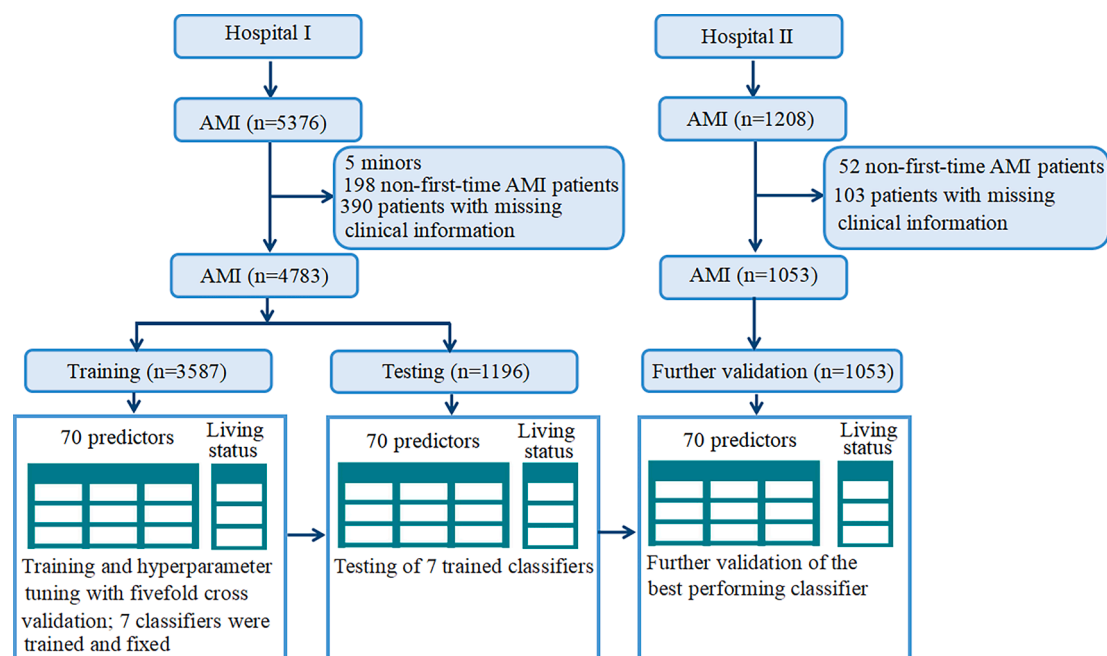 Hospital I
Hospital II
AMI (n=5376)
AMI (n=1208)
5 minors
198 non-first-time AMI patients
390 patients with missing
clinical information
52 non-first-time AMI patients
103 patients with missing
clinical information
AMI (n=4783)
AMI (n=1053)
Training (n=3587)
Testing (n=1196)
Further validation (n=1053)
70 predictors
Living
status
Training and hyperparameter
tuning with fivefold cross
validation; 7 classifiers were
trained and fixed
70 predictors
Living
status
Testing of 7 trained classifiers
70 predictors
Living
status
Further validation of the
best performing classifier